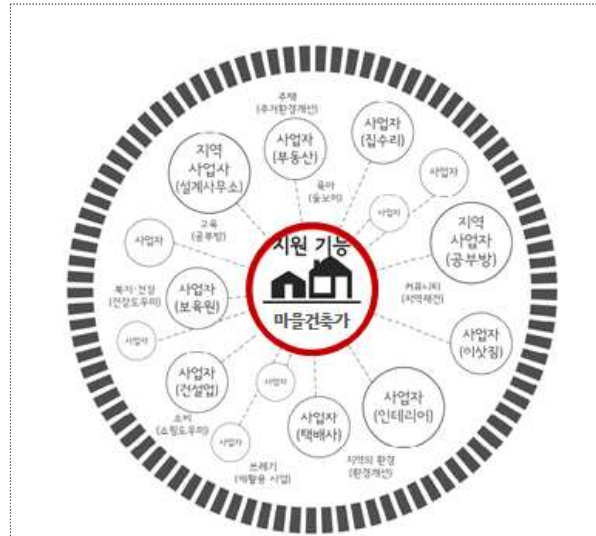 주택
(주거환경개선)
사업자
(부동산)
사업자
(집수리)
지역
사업사
(설계사무소)
사업자
육아
(돌보미)
사업자
교육
(공부방)
지역
사업자
(공부방)
사업자
지원 기능
마을건축가
커뮤니티
(지역재건)
복지·건강
(건강도우미)
사업자
(보육원)
사업자
사업자
(이삿짐)
사업자
(건설업)
사업자
사업자
(인테리어)
소비
(쇼핑도우미)
사업자
사업자
(택배사)
쓰레기
(재활용 사업)
지역의 환경
(환경개선)